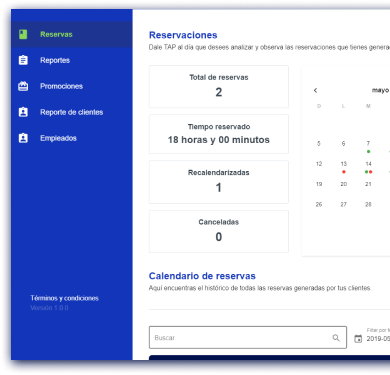 Reservas
Reportes
Promociones
Reporte de clientes
Empleados
Términos y condiciones
Versión 1.0.0
Reservaciones
Dale TAP al día que desees analizar y observa las reservaciones que tienes genera
Total de reservas
2
Tiempo reservado
18 horas y 00 minutos
Recalendarizadas
1
Canceladas
0
mayo
D L M
5 6 7
12 13 14
19 20 21
26 27 28
Calendario de reservas
Aquí encuentras el histórico de todas las reservas generadas por tus clientes
Buscar
Filtar por
2019-05